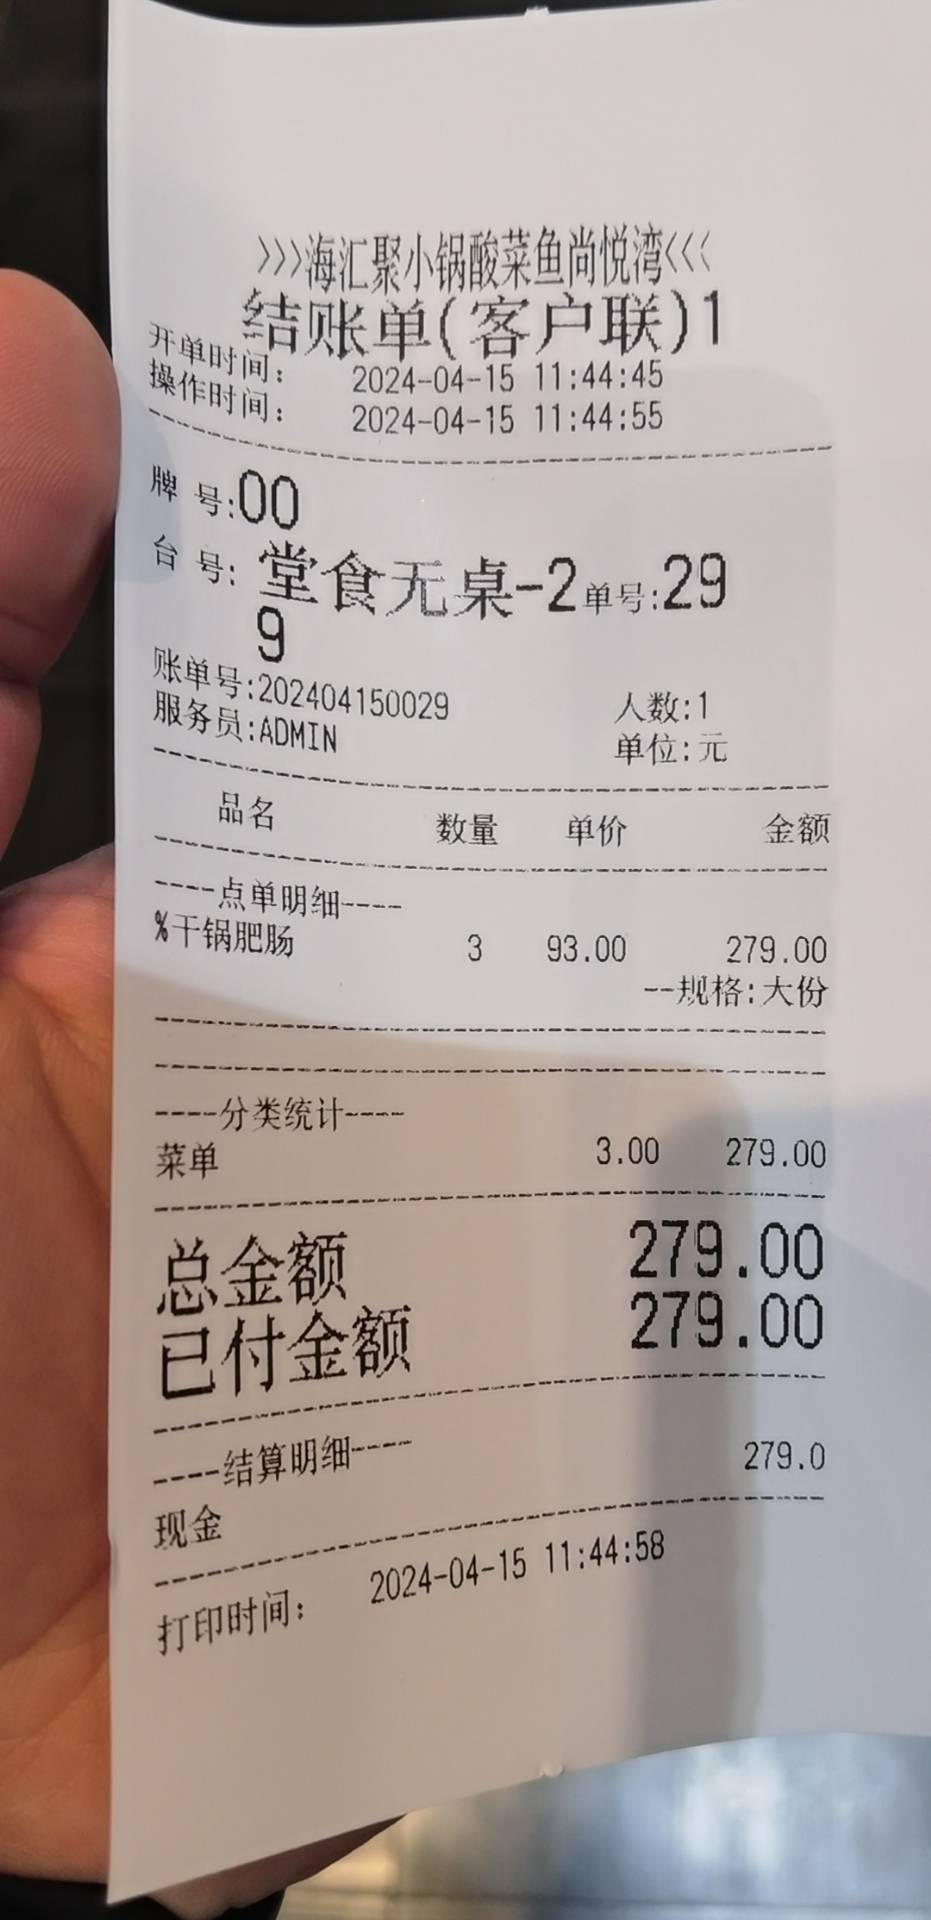 >>>海汇聚小锅酸菜鱼尚悦湾<<<
结账单(客户联)1
开单时间: 2024-04-15 11:44:45
操作时间: 2024-04-15 11:44:55
牌 号:00
台 号: 堂食无桌-2 单号:29
9
账单号:202404150029 人数:1
服务员:ADMIN 单位:元
品名 数量 单价 金额
----点单明细----
%干锅肥肠 3 93.00 279.00
--规格:大份
----分类统计----
菜单 3.00 279.00
总金额 279.00
已付金额 279.00
----结算明细----
现金 279.0
打印时间: 2024-04-15 11:44:58